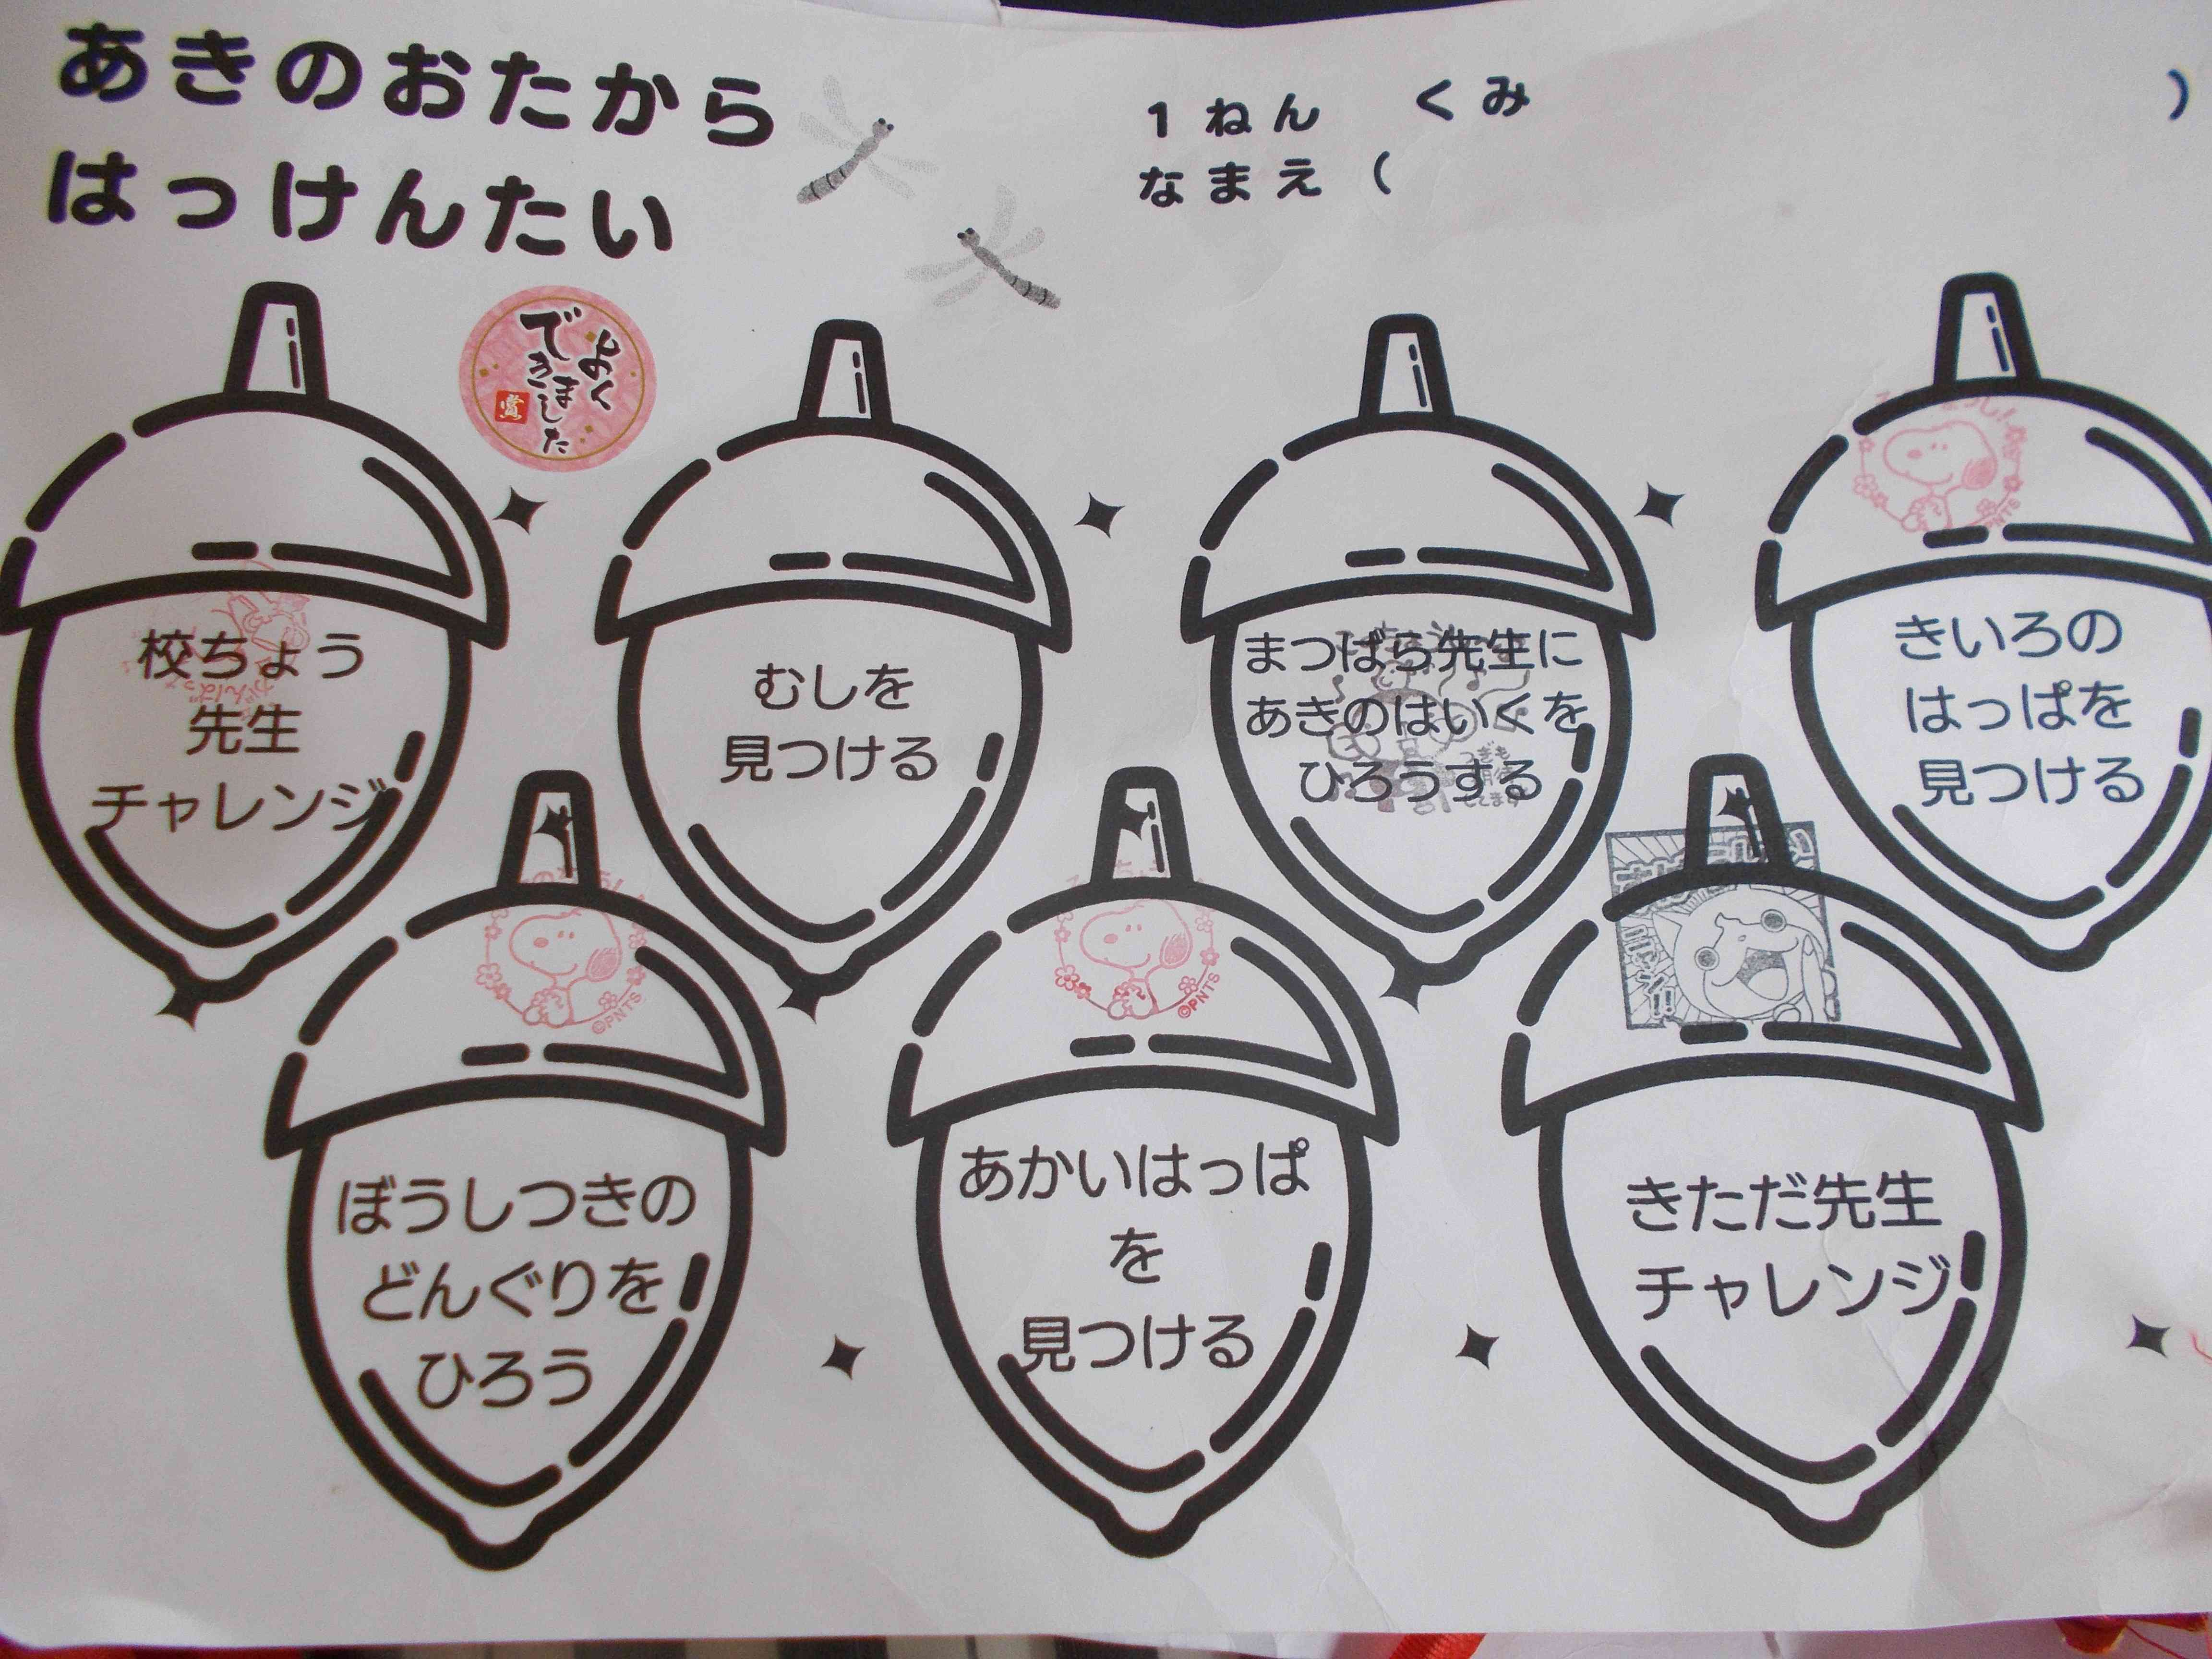 あきのおたから
はっけんたい
1ねん　くみ
なまえ（　　）
よく
できました
賞
校ちょう
先生
チャレンジ
むしを
見つける
まつばら先生に
あきのはいくを
ひろうする
きいろの
はっぱを
見つける
ぼうしつきの
どんぐりを
ひろう
©PNTS
あかいはっぱ
を
見つける
©PNTS
きただ先生
チャレンジ